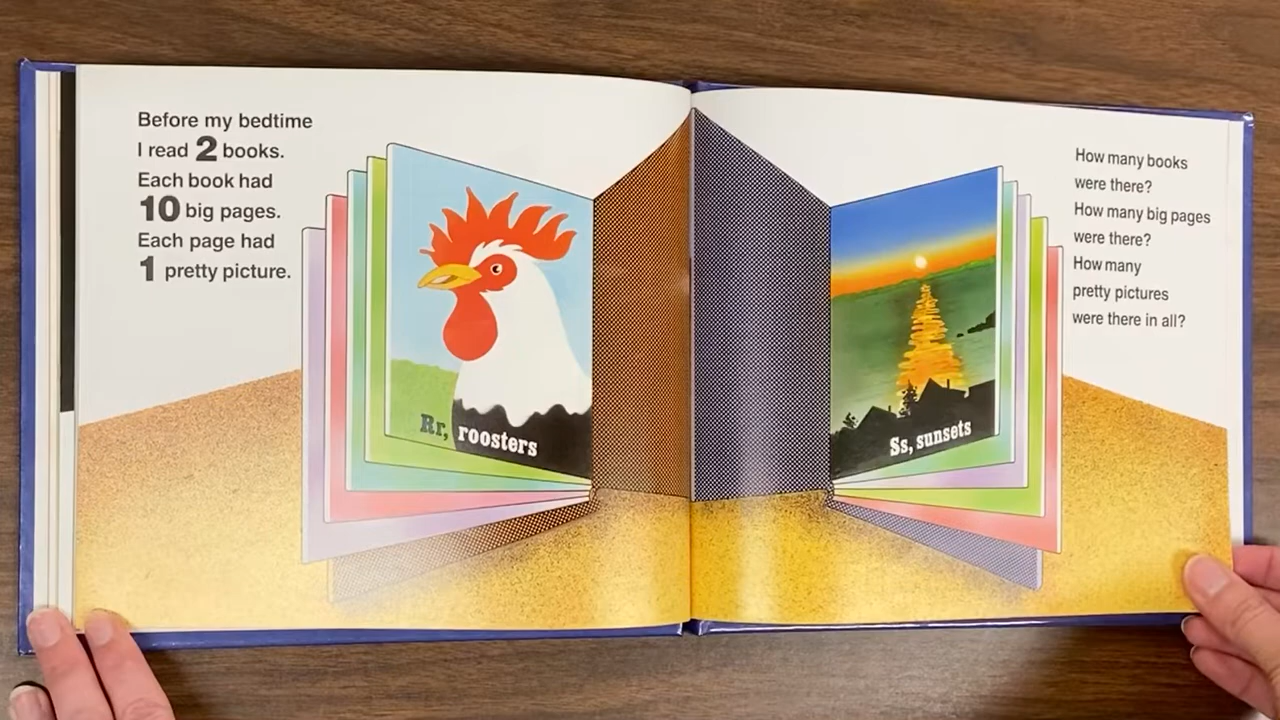 Before my bedtime
I read 2 books.
Each book had
10 big pages.
Each page had
1 pretty picture.
Rr, roosters
Ss, sunsets
How many books
were there?
How many big pages
were there?
How many
pretty pictures
were there in all?